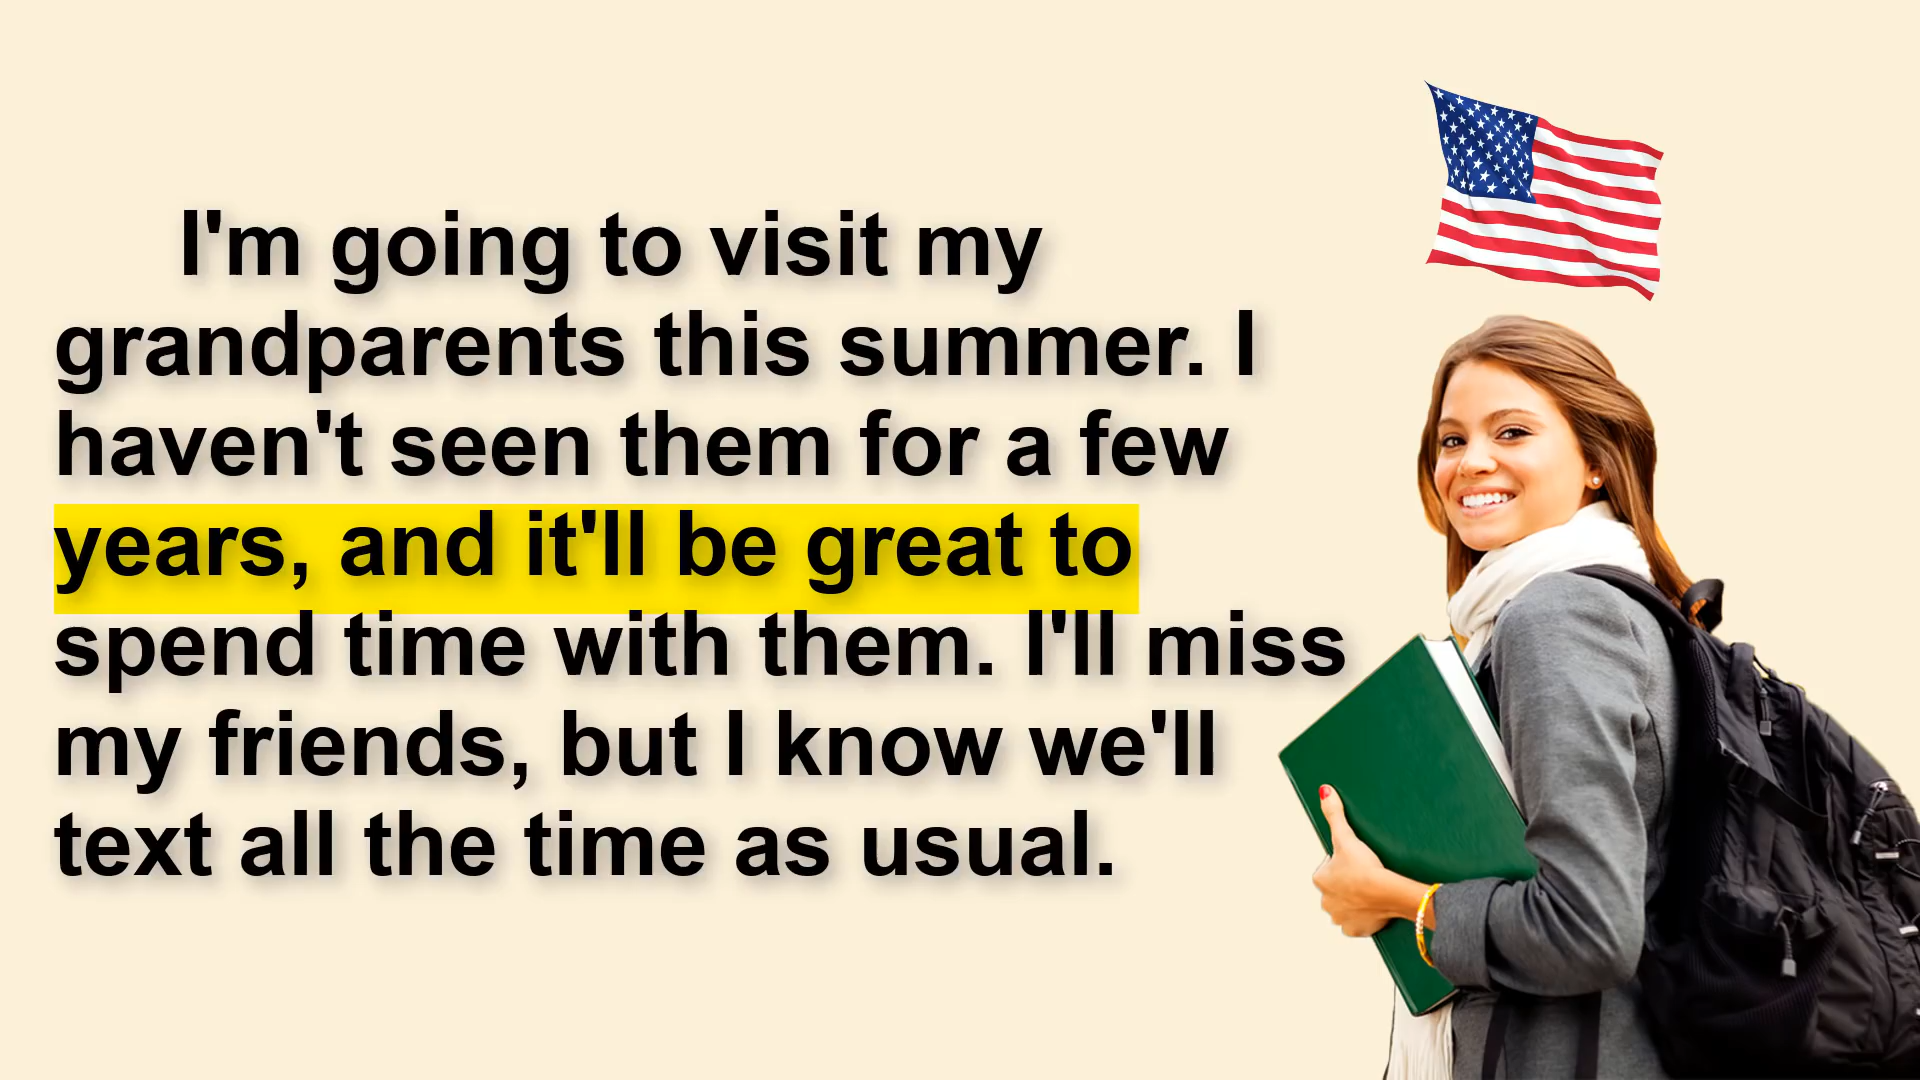 I'm going to visit my
grandparents this summer. I
haven't seen them for a few
years, and it'll be great to
spend time with them. I'll miss
my friends, but I know we'll
text all the time as usual.